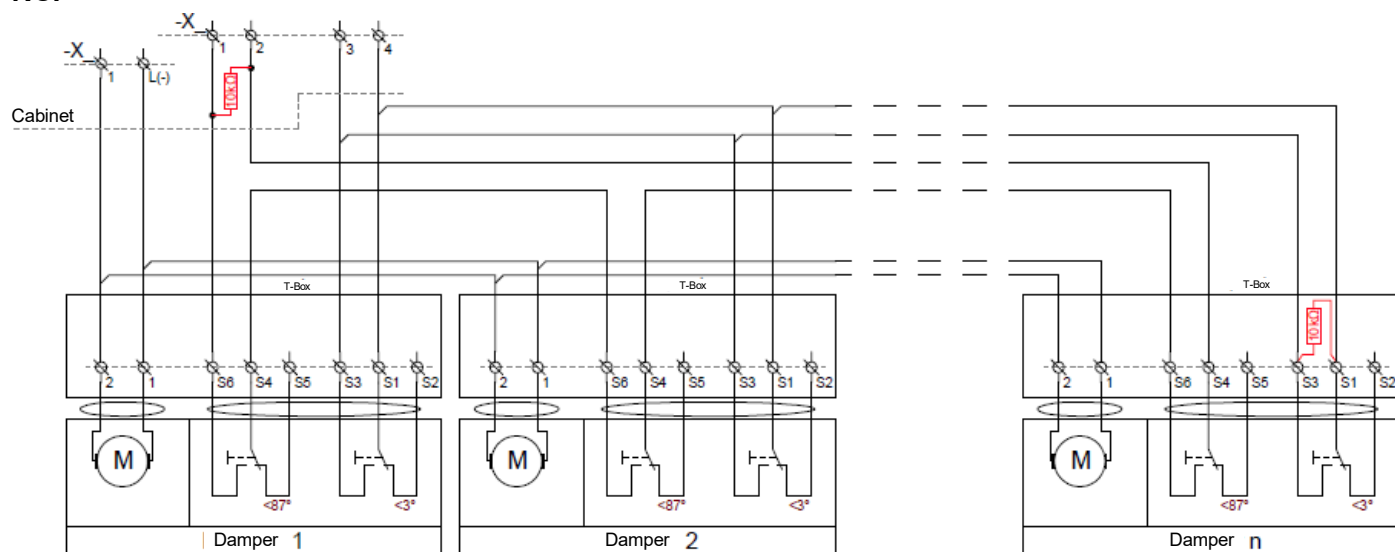 -X_
1 2 3 4
-X_
1 L(-)
10kΩ
Cabinet
T-Box T-Box T-Box
10kΩ
2 1 S6 S4 S5 S3 S1 S2
2 1 S6 S4 S5 S3 S1 S2
2 1 S6 S4 S5 S3 S1 S2
M M M
<87° <3° <87° <3° <87° <3°
Damper 1 Damper 2 Damper n